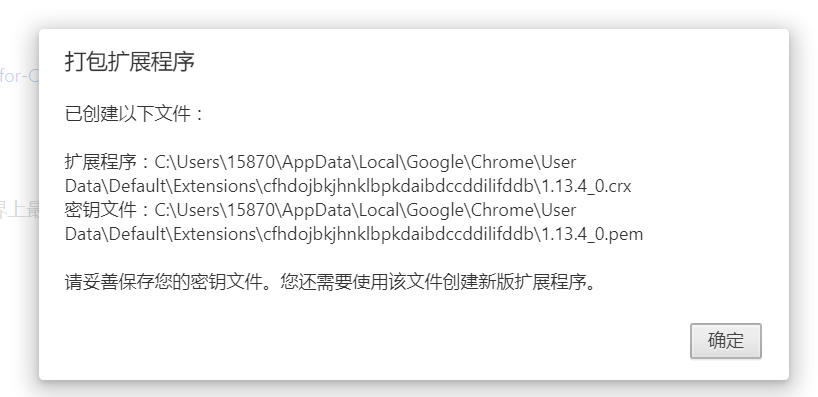 for-C
打包扩展程序
已创建以下文件：
扩展程序：C:\Users\15870\AppData\Local\Google\Chrome\User
Data\Default\Extensions\cfhdojbkjhnklbpkdaibdccddilifddb\1.13.4_0.crx
密钥文件：C:\Users\15870\AppData\Local\Google\Chrome\User
界上最
Data\Default\Extensions\cfhdojbkjhnklbpkdaibdccddilifddb\1.13.4_0.pem
请妥善保存您的密钥文件。您还需要使用该文件创建新版扩展程序。
确定